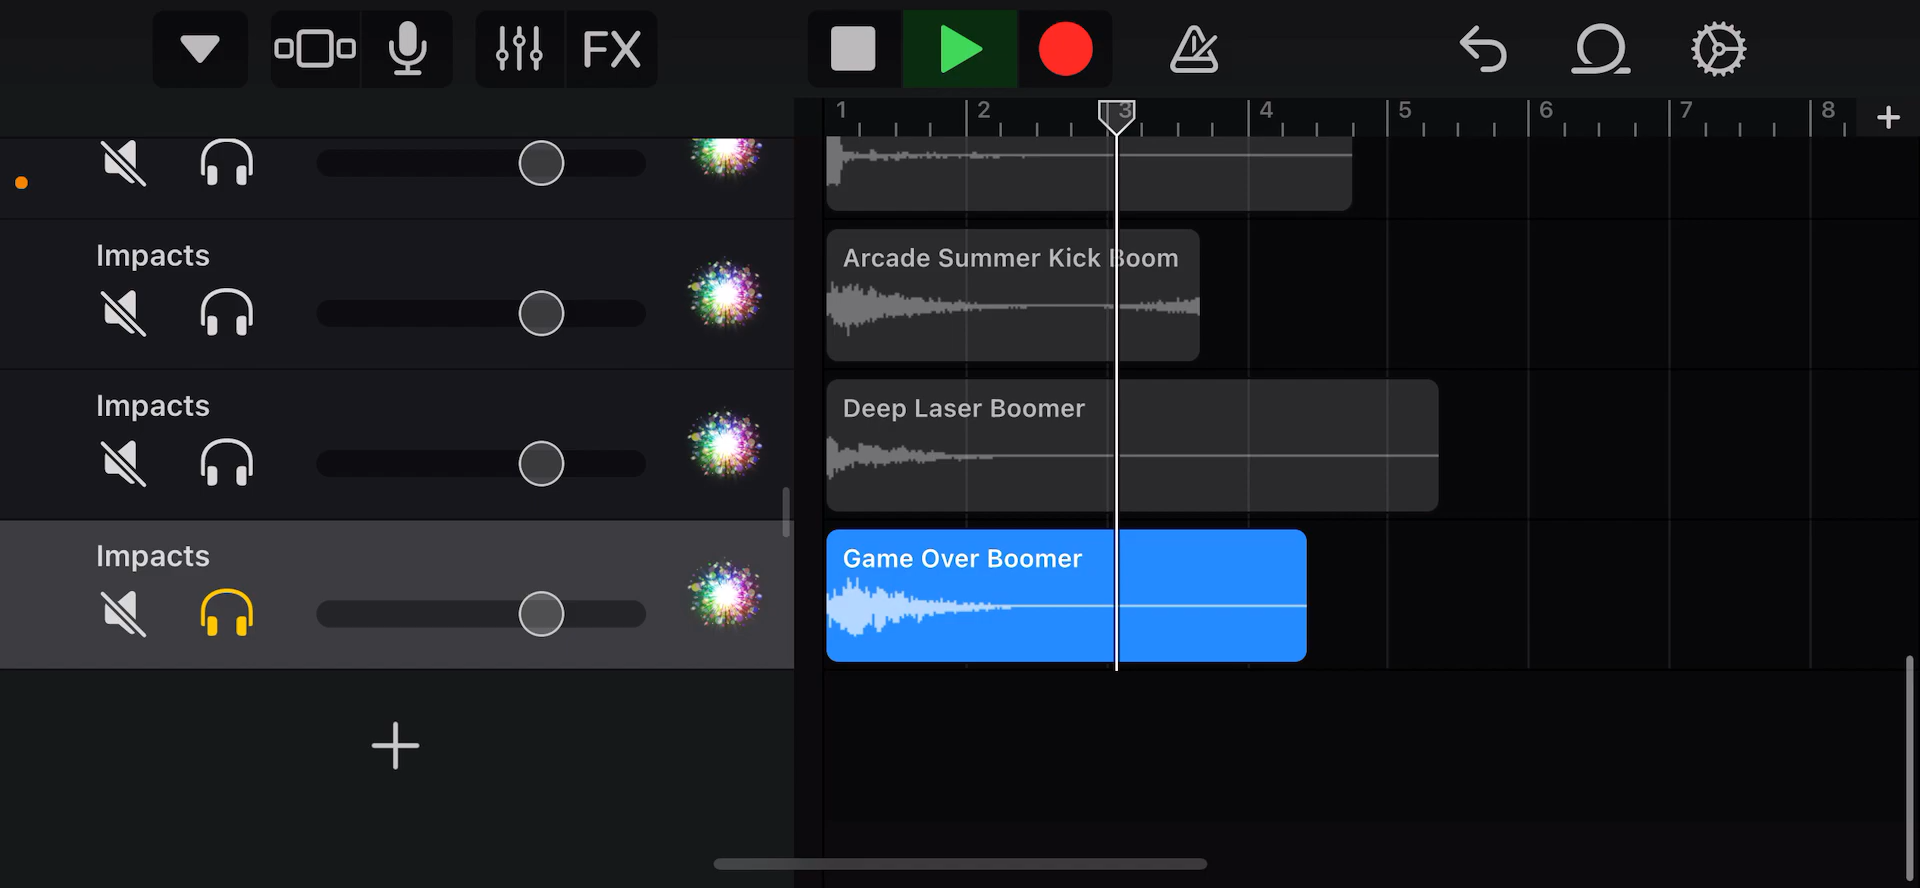 FX
1 2 3 4 5 6 7 8
Impacts
Arcade Summer Kick Boom
Impacts
Deep Laser Boomer
Impacts
Game Over Boomer